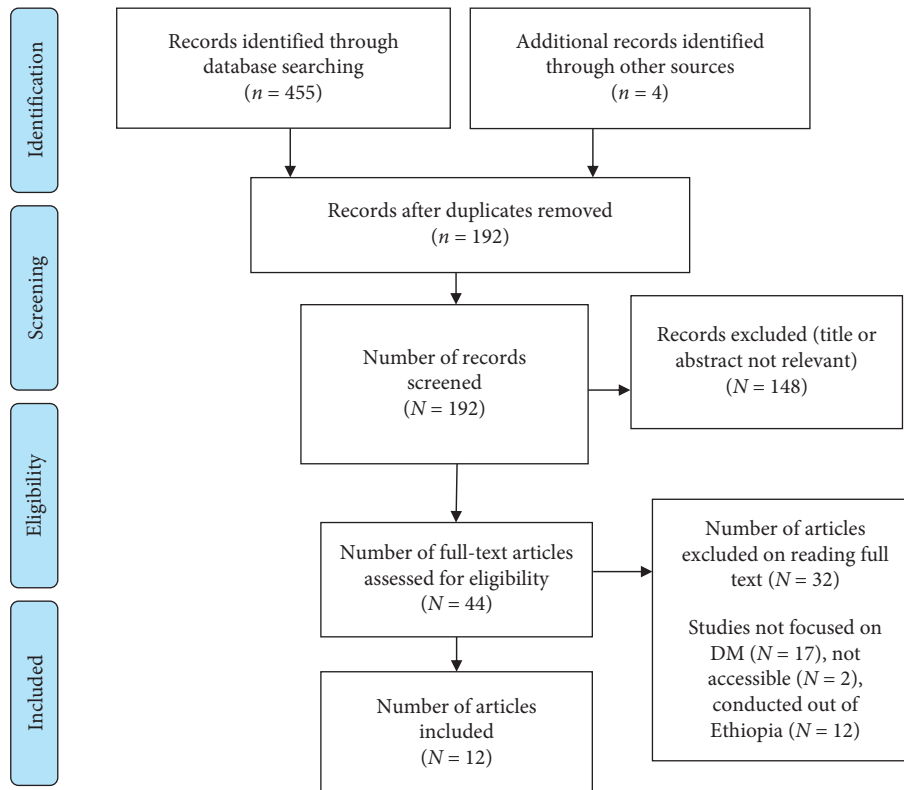 Identification
Records identified through
database searching
(n = 455)
Additional records identified
through other sources
(n = 4)
Records after duplicates removed
(n = 192)
Screening
Number of records
screened
(N = 192)
Records excluded (title or
abstract not relevant)
(N = 148)
Eligibility
Number of full-text articles
assessed for eligibility
(N = 44)
Number of articles
excluded on reading full
text (N = 32)
Studies not focused on
DM (N = 17), not
accessible (N = 2),
conducted out of
Ethiopia (N = 12)
Included
Number of articles
included
(N = 12)